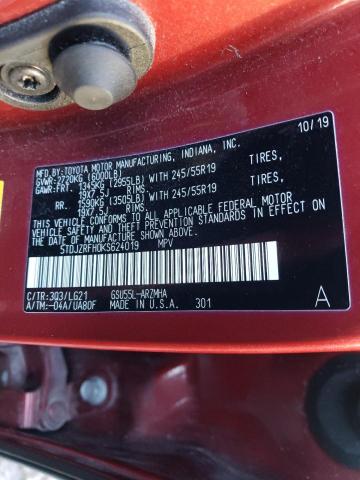 10/19
MFD.BY:TOYOTA MOTOR MANUFACTURING, INDIANA, INC.
GVWR:2720KG (6000LB)
GAWR:FRT. 1345KG (2955LB) WITH 245/55R19 TIRES,
19X7.5J RIMS.
RR. 1590KG (3505LB) WITH 245/55R19 TIRES,
19X7.5J RIMS.
THIS VEHICLE CONFORMS TO ALL APPLICABLE FEDERAL MOTOR
VEHICLE SAFETY, BUMPER, AND THEFT PREVENTION STANDARDS IN
EFFECT ON THE DATE OF MANUFACTURE SHOWN ABOVE.
5TDJZRFH0KS624019 MPV
C/TR:3Q3/LG21 GSU55L-ARZMHA
A/TM:-04A/UA80F MADE IN U.S.A. 301
A